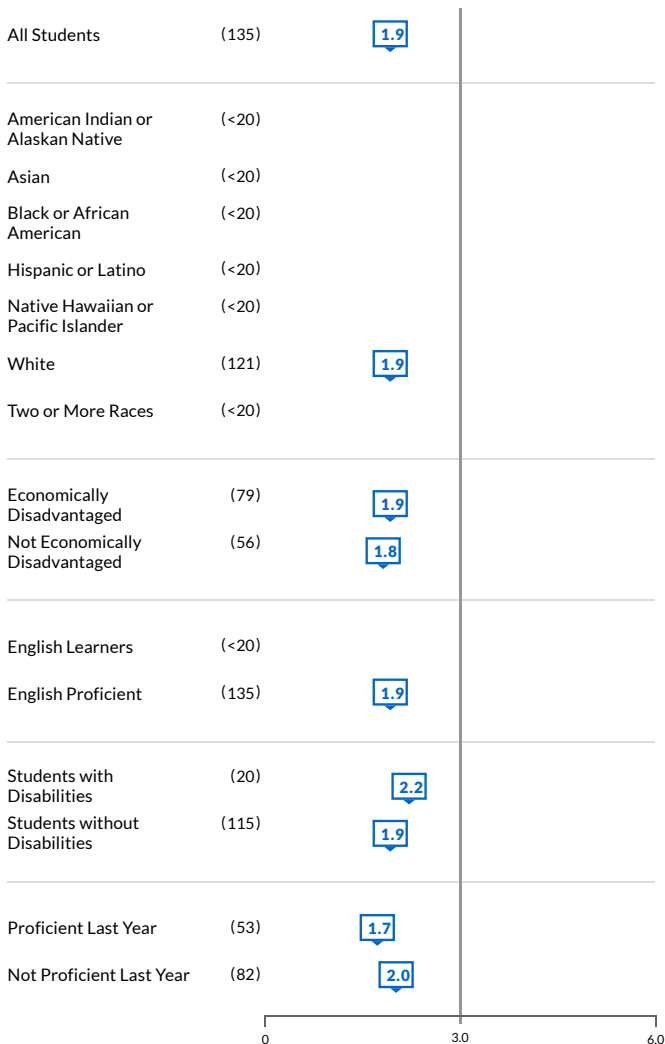 All Students (135) 1.9
American Indian or (<20)
Alaskan Native
Asian (<20)
Black or African (<20)
American
Hispanic or Latino (<20)
Native Hawaiian or (<20)
Pacific Islander
White (121) 1.9
Two or More Races (<20)
Economically (79) 1.9
Disadvantaged
Not Economically (56) 1.8
Disadvantaged
English Learners (<20)
English Proficient (135) 1.9
Students with (20) 2.2
Disabilities
Students without (115) 1.9
Disabilities
Proficient Last Year (53) 1.7
Not Proficient Last Year (82) 2.0
0 3.0 6.0